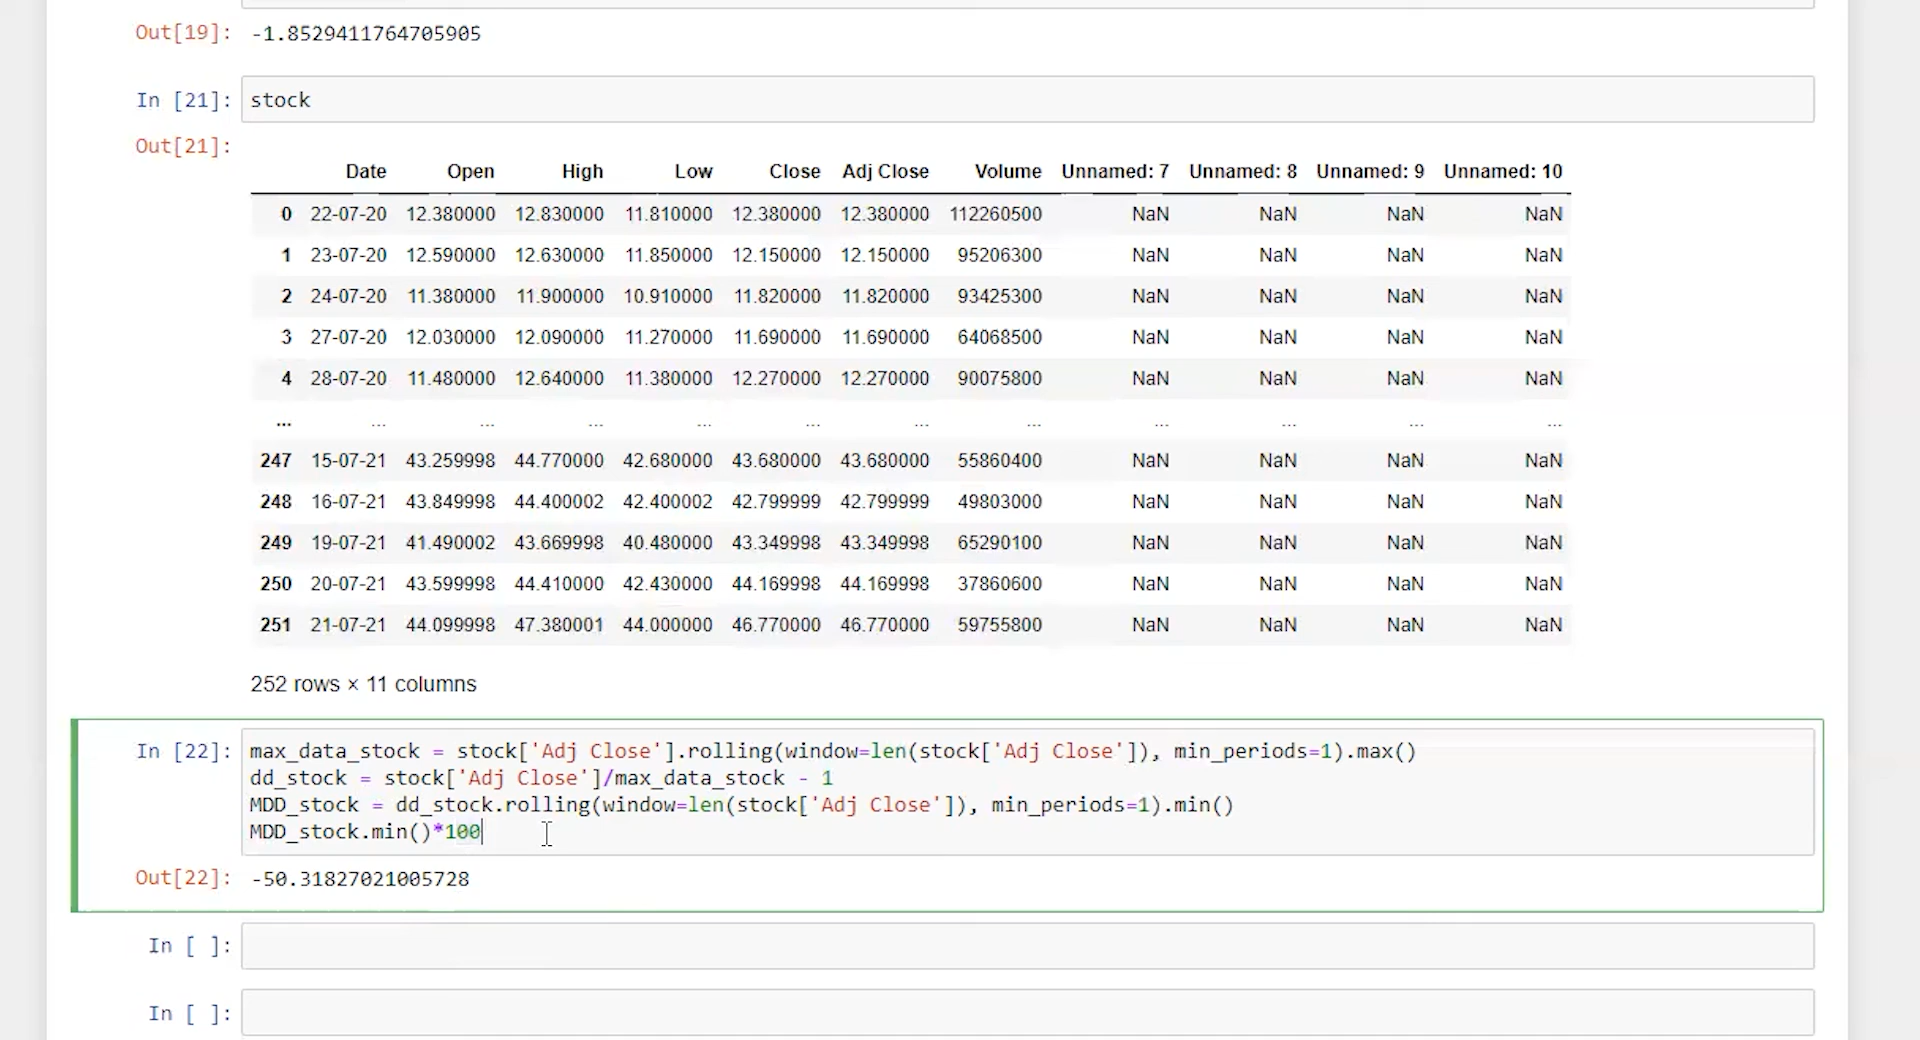 Out[19]: -1.8529411764705905
In [21]: stock
Out[21]:
Date Open High Low Close Adj Close Volume Unnamed: 7 Unnamed: 8 Unnamed: 9 Unnamed: 10
0 22-07-20 12.380000 12.830000 11.810000 12.380000 12.380000 112260500 NaN NaN NaN NaN
1 23-07-20 12.590000 12.630000 11.850000 12.150000 12.150000 95206300 NaN NaN NaN NaN
2 24-07-20 11.380000 11.900000 10.910000 11.820000 11.820000 93425300 NaN NaN NaN NaN
3 27-07-20 12.030000 12.090000 11.270000 11.690000 11.690000 64068500 NaN NaN NaN NaN
4 28-07-20 11.480000 12.640000 11.380000 12.270000 12.270000 90075800 NaN NaN NaN NaN
... ... ... ... ... ... ... ... ... ... ... ...
247 15-07-21 43.259998 44.770000 42.680000 43.680000 43.680000 55860400 NaN NaN NaN NaN
248 16-07-21 43.849998 44.400002 42.400002 42.799999 42.799999 49803000 NaN NaN NaN NaN
249 19-07-21 41.490002 43.669998 40.480000 43.349998 43.349998 65290100 NaN NaN NaN NaN
250 20-07-21 43.599998 44.410000 42.430000 44.169998 44.169998 37860600 NaN NaN NaN NaN
251 21-07-21 44.099998 47.380001 44.000000 46.770000 46.770000 59755800 NaN NaN NaN NaN
252 rows × 11 columns
In [22]: max_data_stock = stock['Adj Close'].rolling(window=len(stock['Adj Close']), min_periods=1).max()
dd_stock = stock['Adj Close']/max_data_stock - 1
MDD_stock = dd_stock.rolling(window=len(stock['Adj Close']), min_periods=1).min()
MDD_stock.min()*100
Out[22]: -50.31827021005728
In [ ]:
In [ ]: